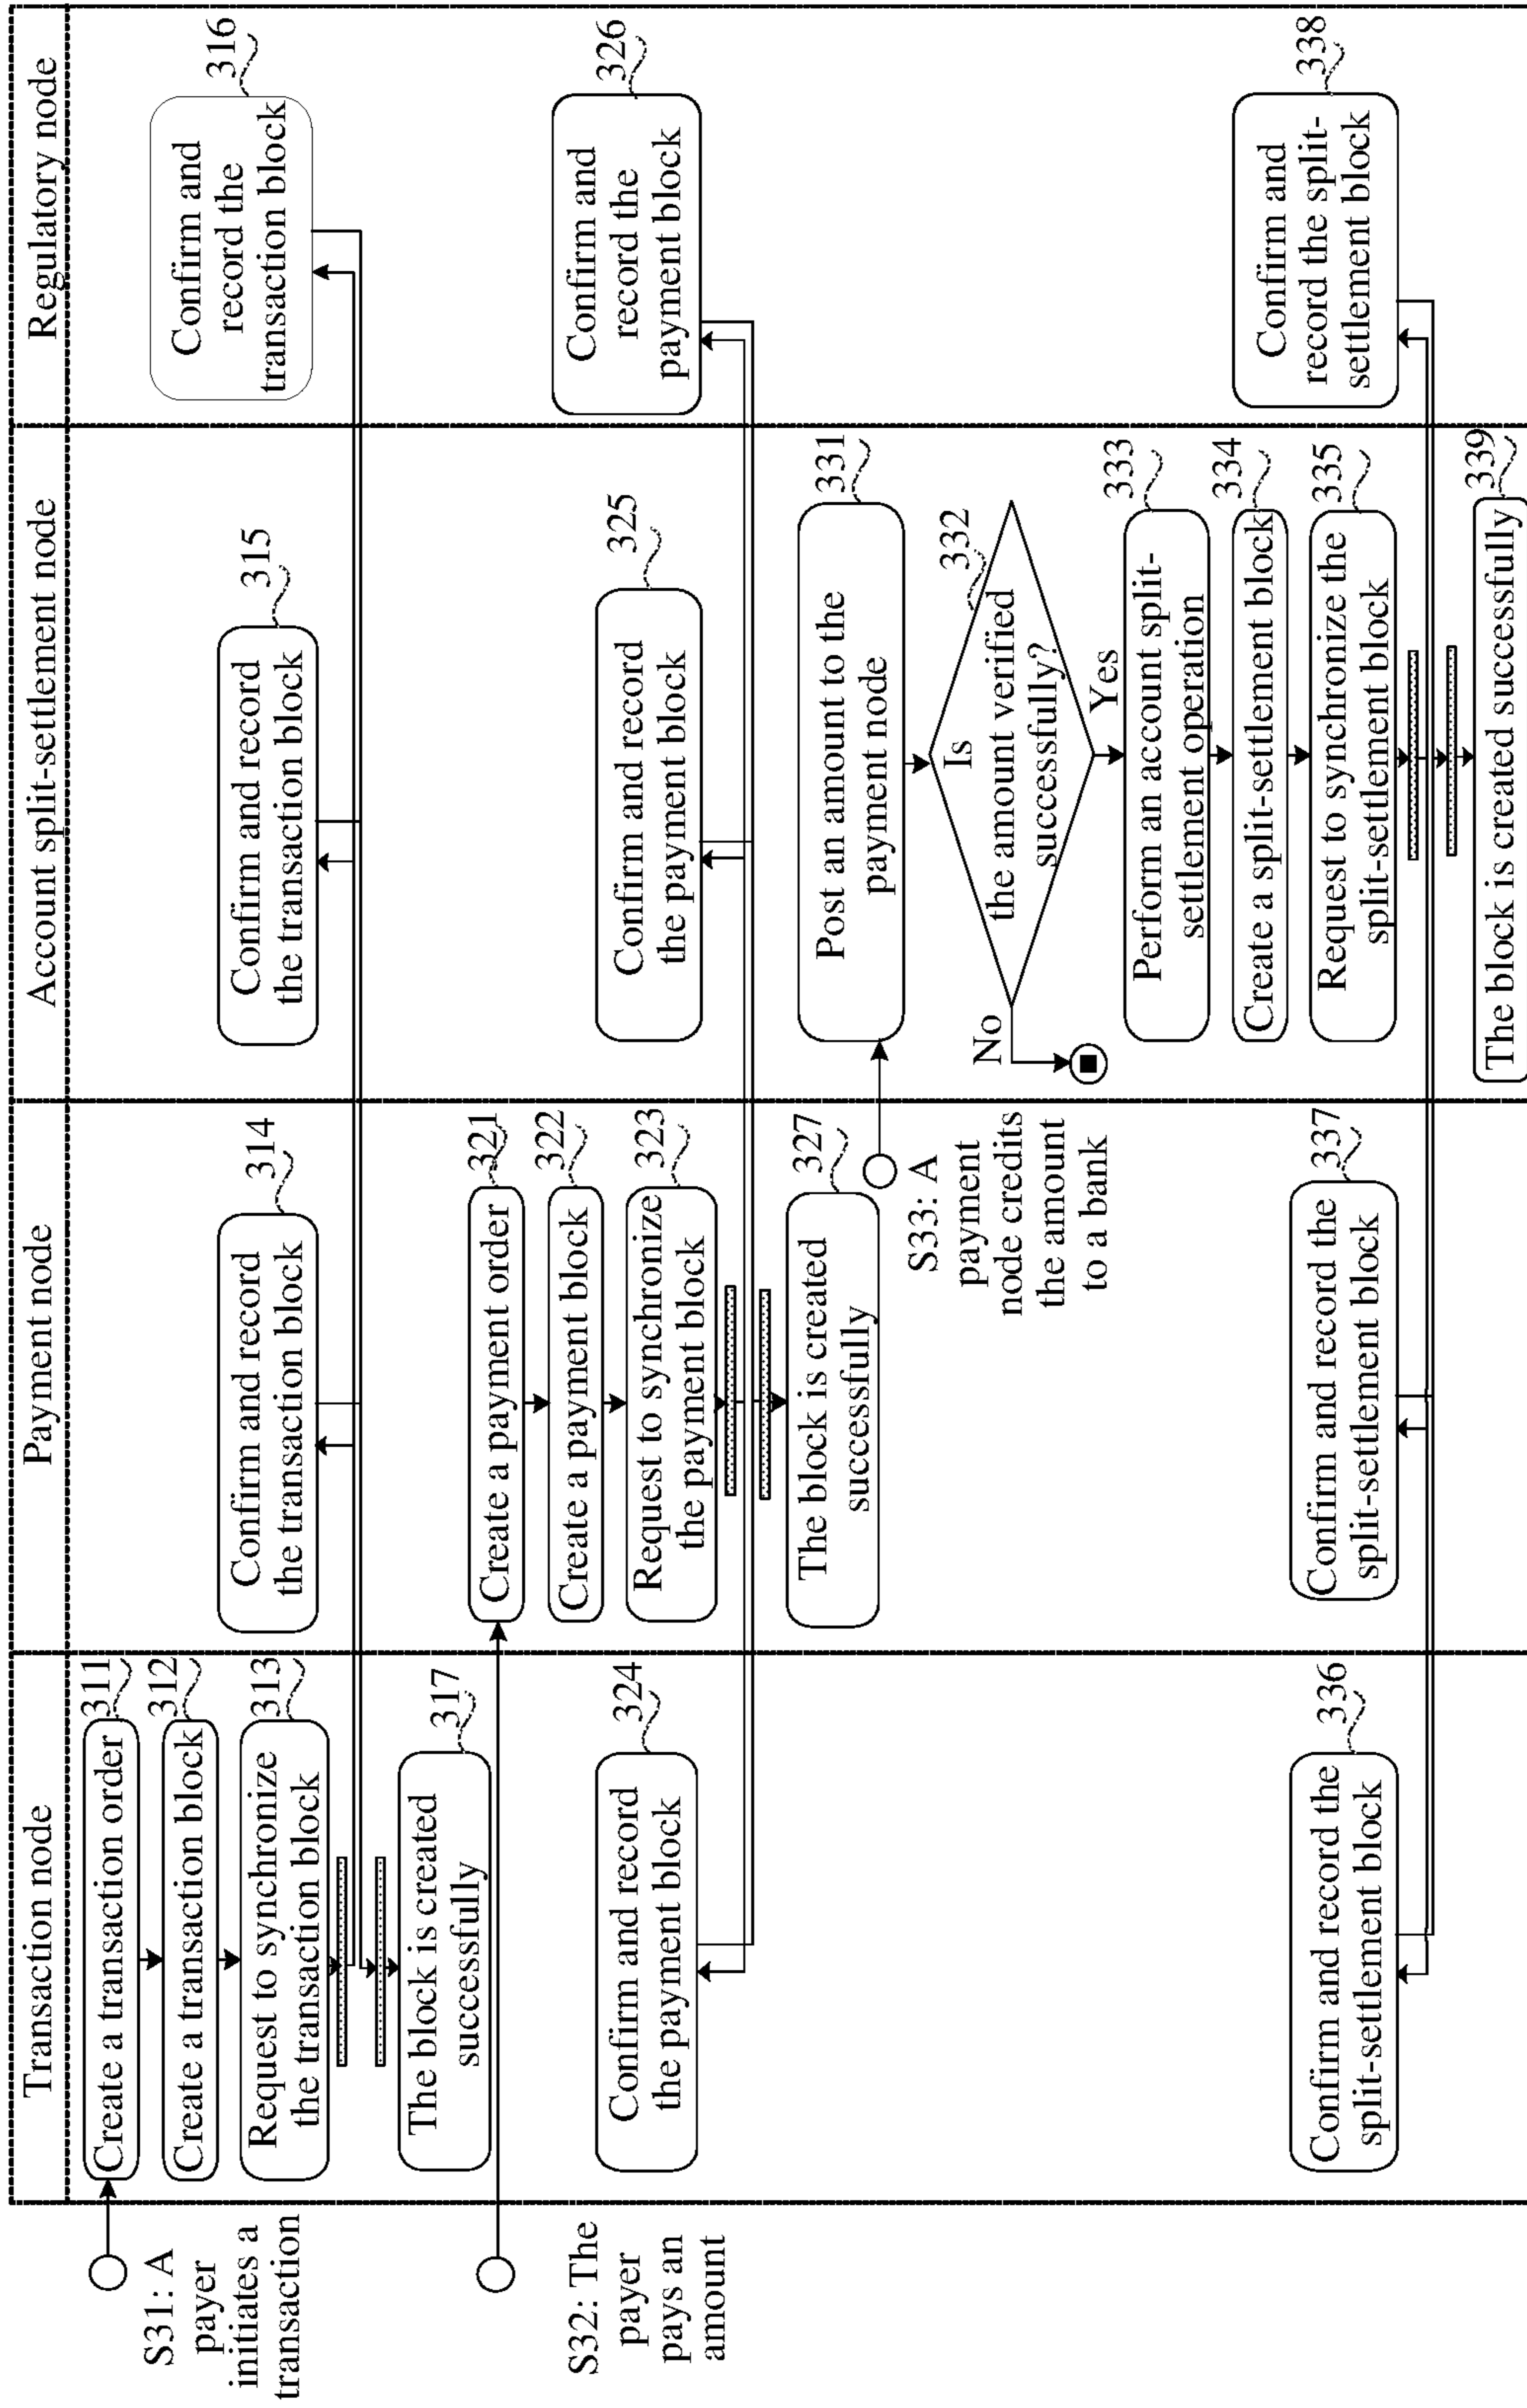 Transaction node
Payment node
Account split-settlement node
Regulatory node
S31: A
payer
initiates a
transaction
Create a transaction order
311
Create a transaction block
312
Request to synchronize
the transaction block
313
Confirm and record
the transaction block
314
Confirm and record
the transaction block
315
Confirm and
record the
transaction block
316
The block is created
successfully
317
S32: The
payer
pays an
amount
Create a payment order
321
Create a payment block
322
Request to synchronize
the payment block
323
Confirm and record
the payment block
324
Confirm and record
the payment block
325
Confirm and
record the
payment block
326
The block is created
successfully
327
S33: A
payment
node credits
the amount
to a bank
Post an amount to the
payment node
331
Is
the amount verified
successfully?
332
No
Yes
Perform an account split-
settlement operation
333
Create a split-settlement block
334
Request to synchronize the
split-settlement block
335
Confirm and record the
split-settlement block
336
Confirm and record the
split-settlement block
337
Confirm and
record the split-
settlement block
338
The block is created successfully
339